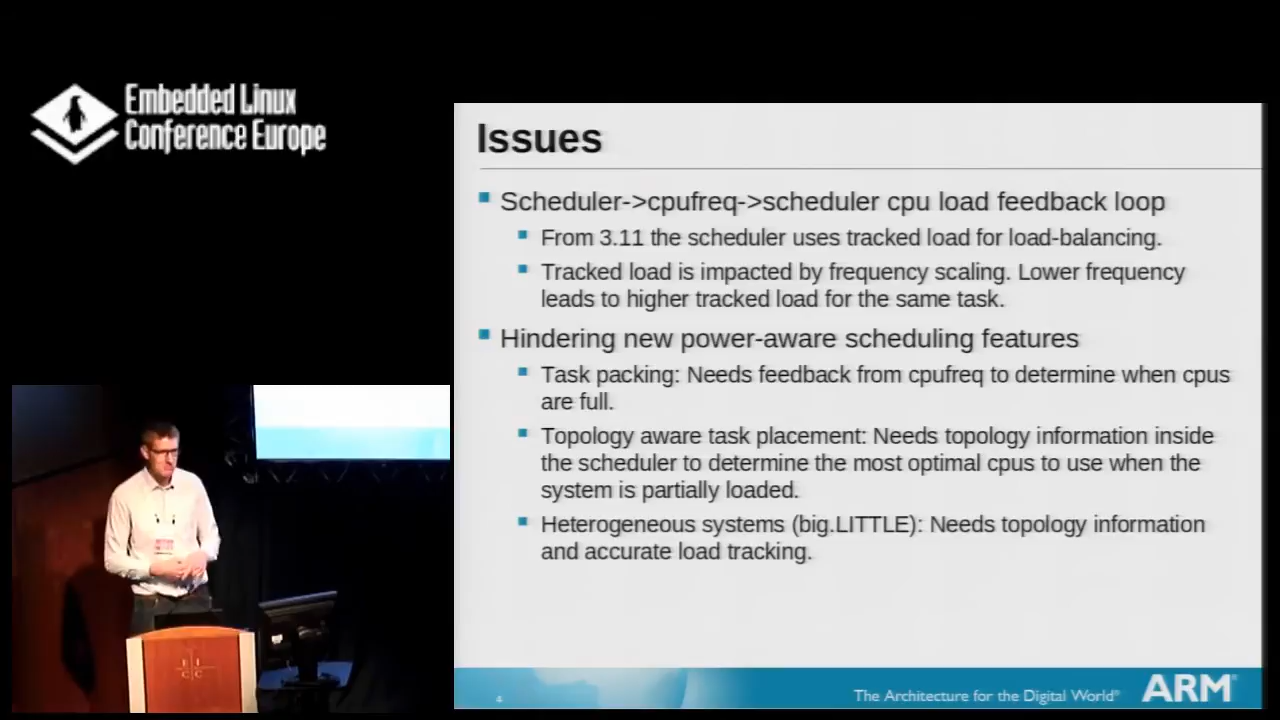 Embedded Linux
Conference Europe
Issues
Scheduler->cpufreq->scheduler cpu load feedback loop
From 3.11 the scheduler uses tracked load for load-balancing.
Tracked load is impacted by frequency scaling. Lower frequency
leads to higher tracked load for the same task.
Hindering new power-aware scheduling features
Task packing: Needs feedback from cpufreq to determine when cpus
are full.
Topology aware task placement: Needs topology information inside
the scheduler to determine the most optimal cpus to use when the
system is partially loaded.
Heterogeneous systems (big.LITTLE): Needs topology information
and accurate load tracking.
The Architecture for the Digital World®
ARM®
E I
C C